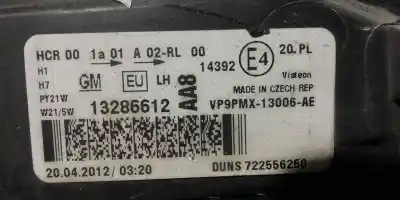 HCR 00 1a 01 A 02-RL 00
14392 E4 20. PL
H1
H7
GM EU LH
Visteon
PY21W
W21/5W
13286612 AA8
MADE IN CZECH REP
VP9PMX-13006-AE
20.04.2012/ 03:20
DUNS 722556250